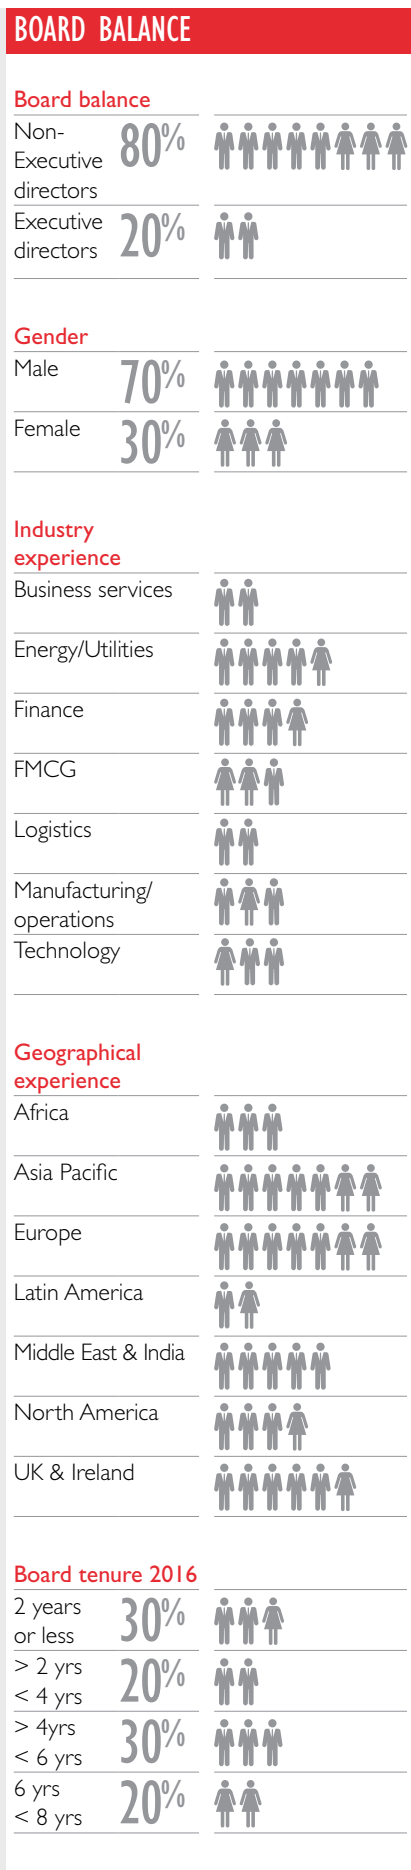 BOARD BALANCE
Board balance
Non-
Executive
directors
80%
Executive
directors
20%
Gender
Male
70%
Female
30%
Industry
experience
Business services
Energy/Utilities
Finance
FMCG
Logistics
Manufacturing/
operations
Technology
Geographical
experience
Africa
Asia Pacific
Europe
Latin America
Middle East & India
North America
UK & Ireland
Board tenure 2016
2 years
or less
30%
> 2 yrs
< 4 yrs
20%
> 4yrs
< 6 yrs
30%
6 yrs
< 8 yrs
20%